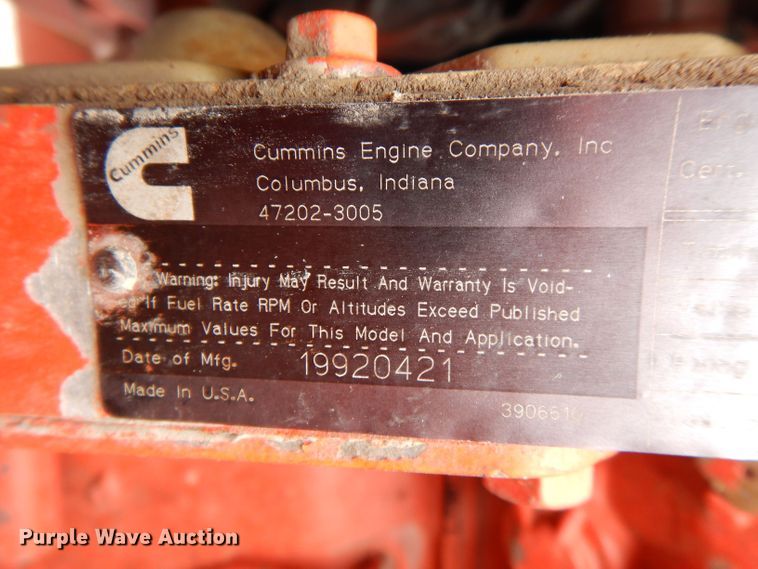 Cummins
Cummins Engine Company, Inc
Columbus, Indiana
47202-3005
Warning: Injury May Result And Warranty Is Void-
ed If Fuel Rate RPM Or Altitudes Exceed Published
Maximum Values For This Model And Application.
Date of Mfg. 19920421
Made In U.S.A.
Purple Wave Auction